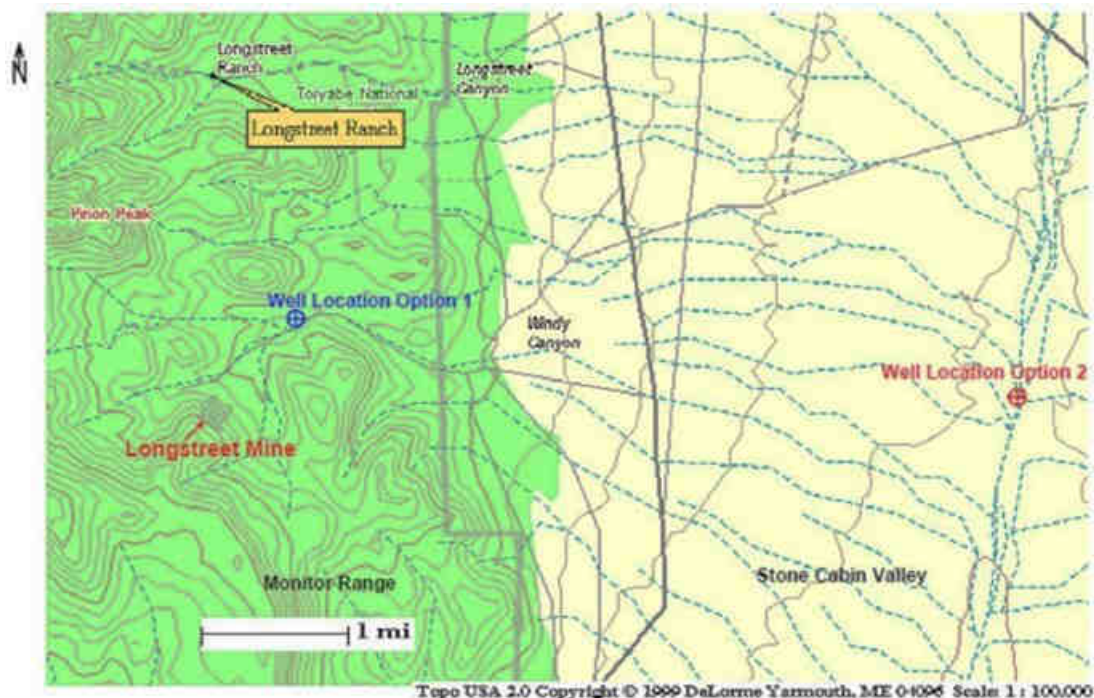 N
Longstreet
Ranch
Toiyabe National
Longstreet
Canyon
Longstreet Ranch
Pinon Peak
Well Location Option 1
Windy
Canyon
Well Location Option 2
Longstreet Mine
Monitor Range
Stone Cabin Valley
1 mi
Topo USA 2.0 Copyright © 1999 DeLorme Yarmouth, ME 04096 Scale: 1 : 100,000